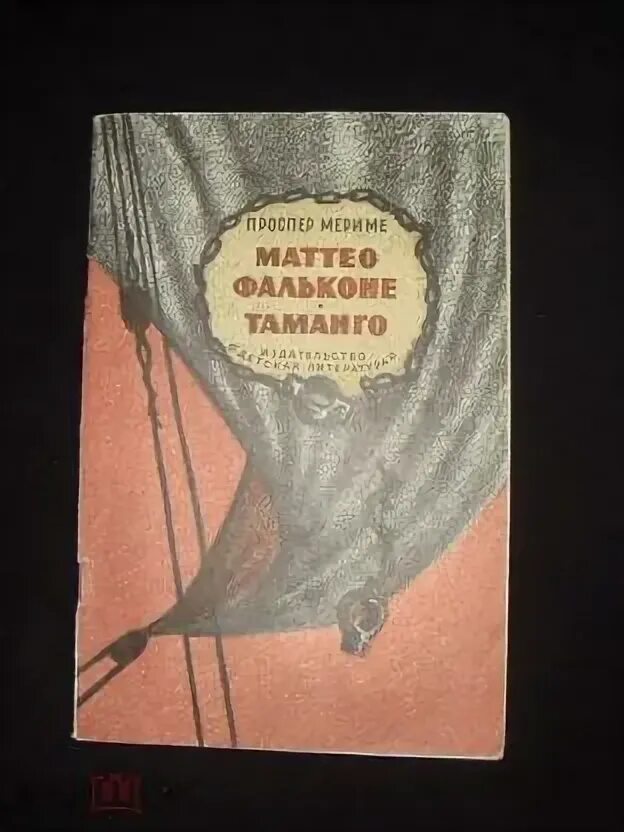 ПРОСПЕР МЕРИМЕ
МАТТЕО
ФАЛЬКОНЕ
ТАМАНГО
ИЗДАТЕЛЬСТВО
"ДЕТСКАЯ ЛИТЕРАТУРА"